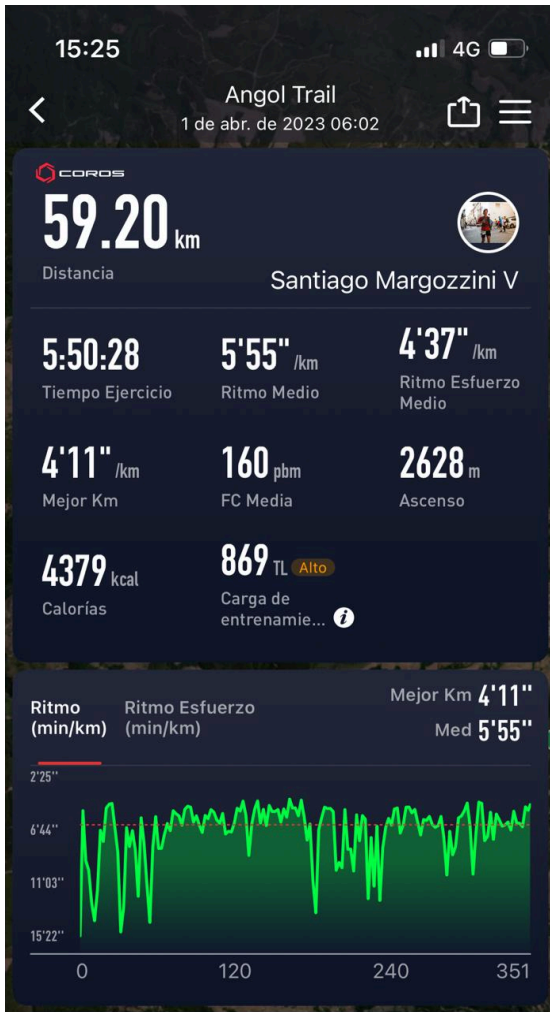 15:25
4G
Angol Trail
1 de abr. de 2023 06:02
COROS
59.20 km
Distancia
Santiago Margozzini V
5:50:28
Tiempo Ejercicio
5'55" /km
Ritmo Medio
4'37" /km
Ritmo Esfuerzo
Medio
4'11" /km
Mejor Km
160 pbm
FC Media
2628 m
Ascenso
4379 kcal
Calorías
869 TL Alto
Carga de
entrenamie... i
Ritmo
(min/km)
Ritmo Esfuerzo
(min/km)
Mejor Km 4'11"
Med 5'55"
2'25''
6'44''
11'03''
15'22''
0 120 240 351